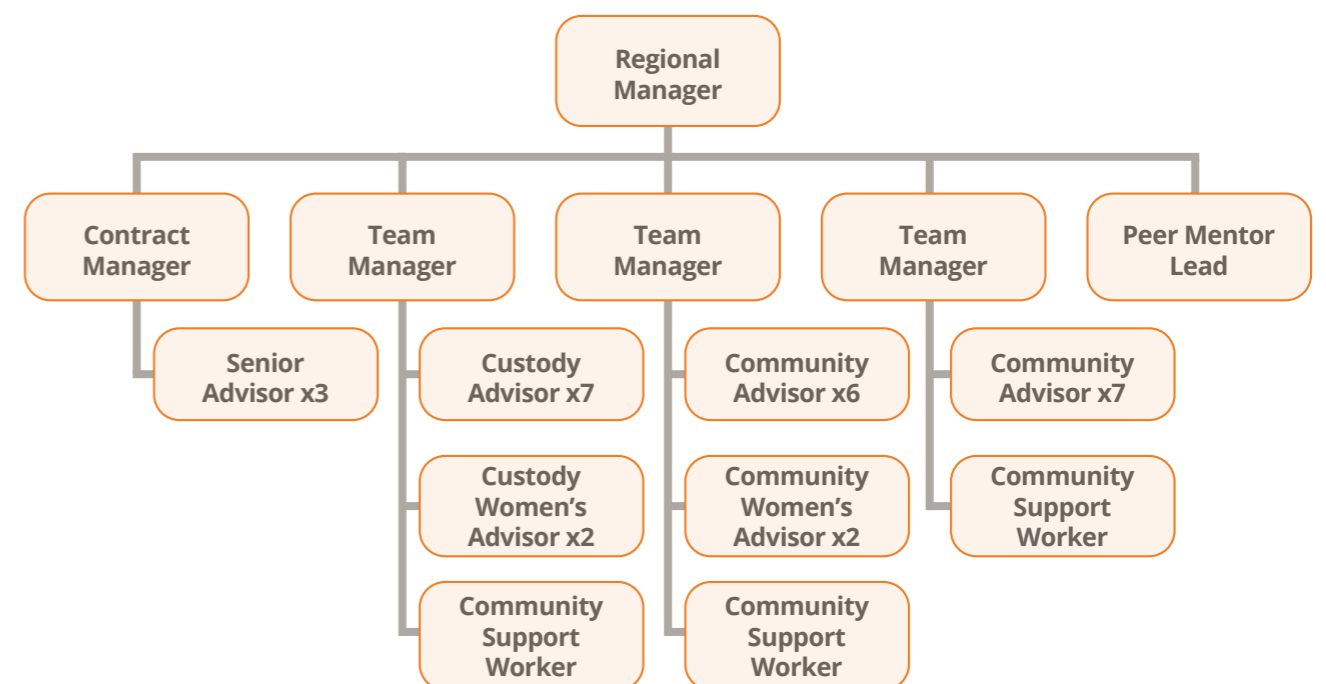 Regional
Manager
Contract
Manager
Team
Manager
Team
Manager
Team
Manager
Peer Mentor
Lead
Senior
Advisor x3
Custody
Advisor x7
Community
Advisor x6
Community
Advisor x7
Custody
Women’s
Advisor x2
Community
Women’s
Advisor x2
Community
Support
Worker
Community
Support
Worker
Community
Support
Worker